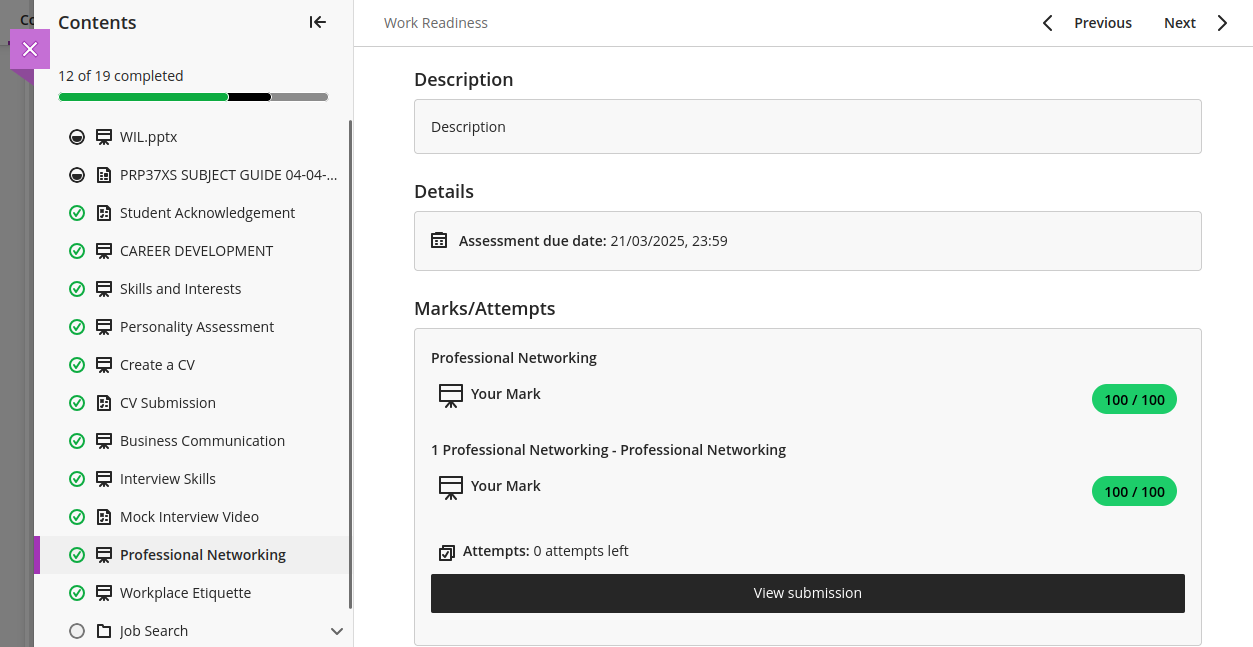 Co
Contents
12 of 19 completed
WIL.pptx
PRP37XS SUBJECT GUIDE 04-04-...
Student Acknowledgement
CAREER DEVELOPMENT
Skills and Interests
Personality Assessment
Create a CV
CV Submission
Business Communication
Interview Skills
Mock Interview Video
Professional Networking
Workplace Etiquette
Job Search
Work Readiness
Previous
Next
Description
Description
Details
Assessment due date: 21/03/2025, 23:59
Marks/Attempts
Professional Networking
Your Mark
100 / 100
1 Professional Networking - Professional Networking
Your Mark
100 / 100
Attempts: 0 attempts left
View submission